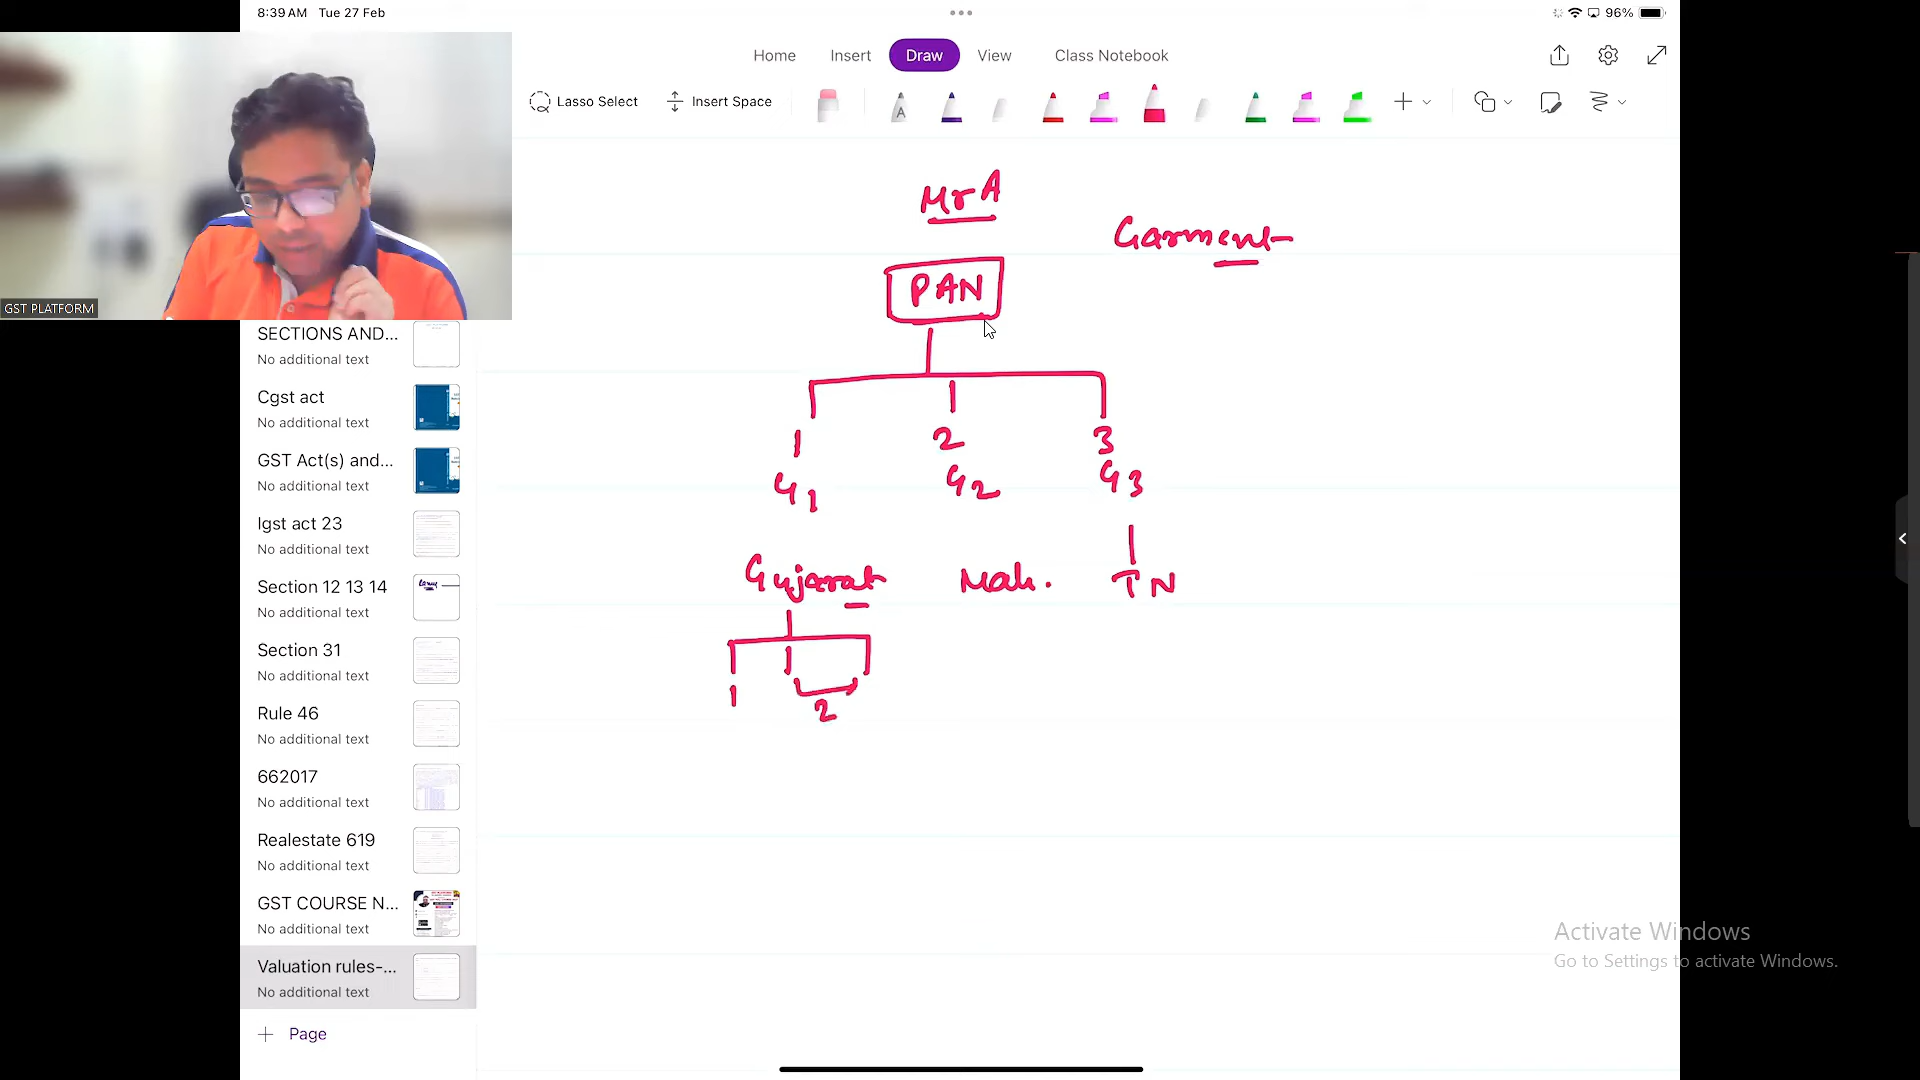 8:39 AM Tue 27 Feb
96%
Home Insert Draw View Class Notebook
Lasso Select Insert Space
A
Mr A
Garment
PAN
1 2 3
G1 G2 G3
Gujarat Mah. TN
1 2
GST PLATFORM
SECTIONS AND...
No additional text
Cgst act
No additional text
GST Act(s) and...
No additional text
Igst act 23
No additional text
Section 12 13 14
No additional text
Section 31
No additional text
Rule 46
No additional text
662017
No additional text
Realestate 619
No additional text
GST COURSE N...
No additional text
Valuation rules-...
No additional text
Page
Activate Windows
Go to Settings to activate Windows.